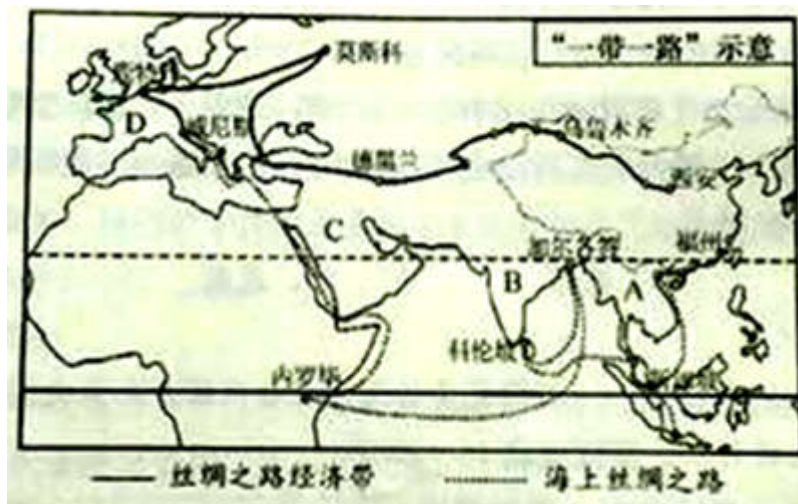 “一带一路”示意
莫斯科
鹿特丹
D
威尼斯
乌鲁木齐
德黑兰
西安
C
加尔各答
福州
B
A
科伦坡
内罗毕
丝绸之路经济带
海上丝绸之路